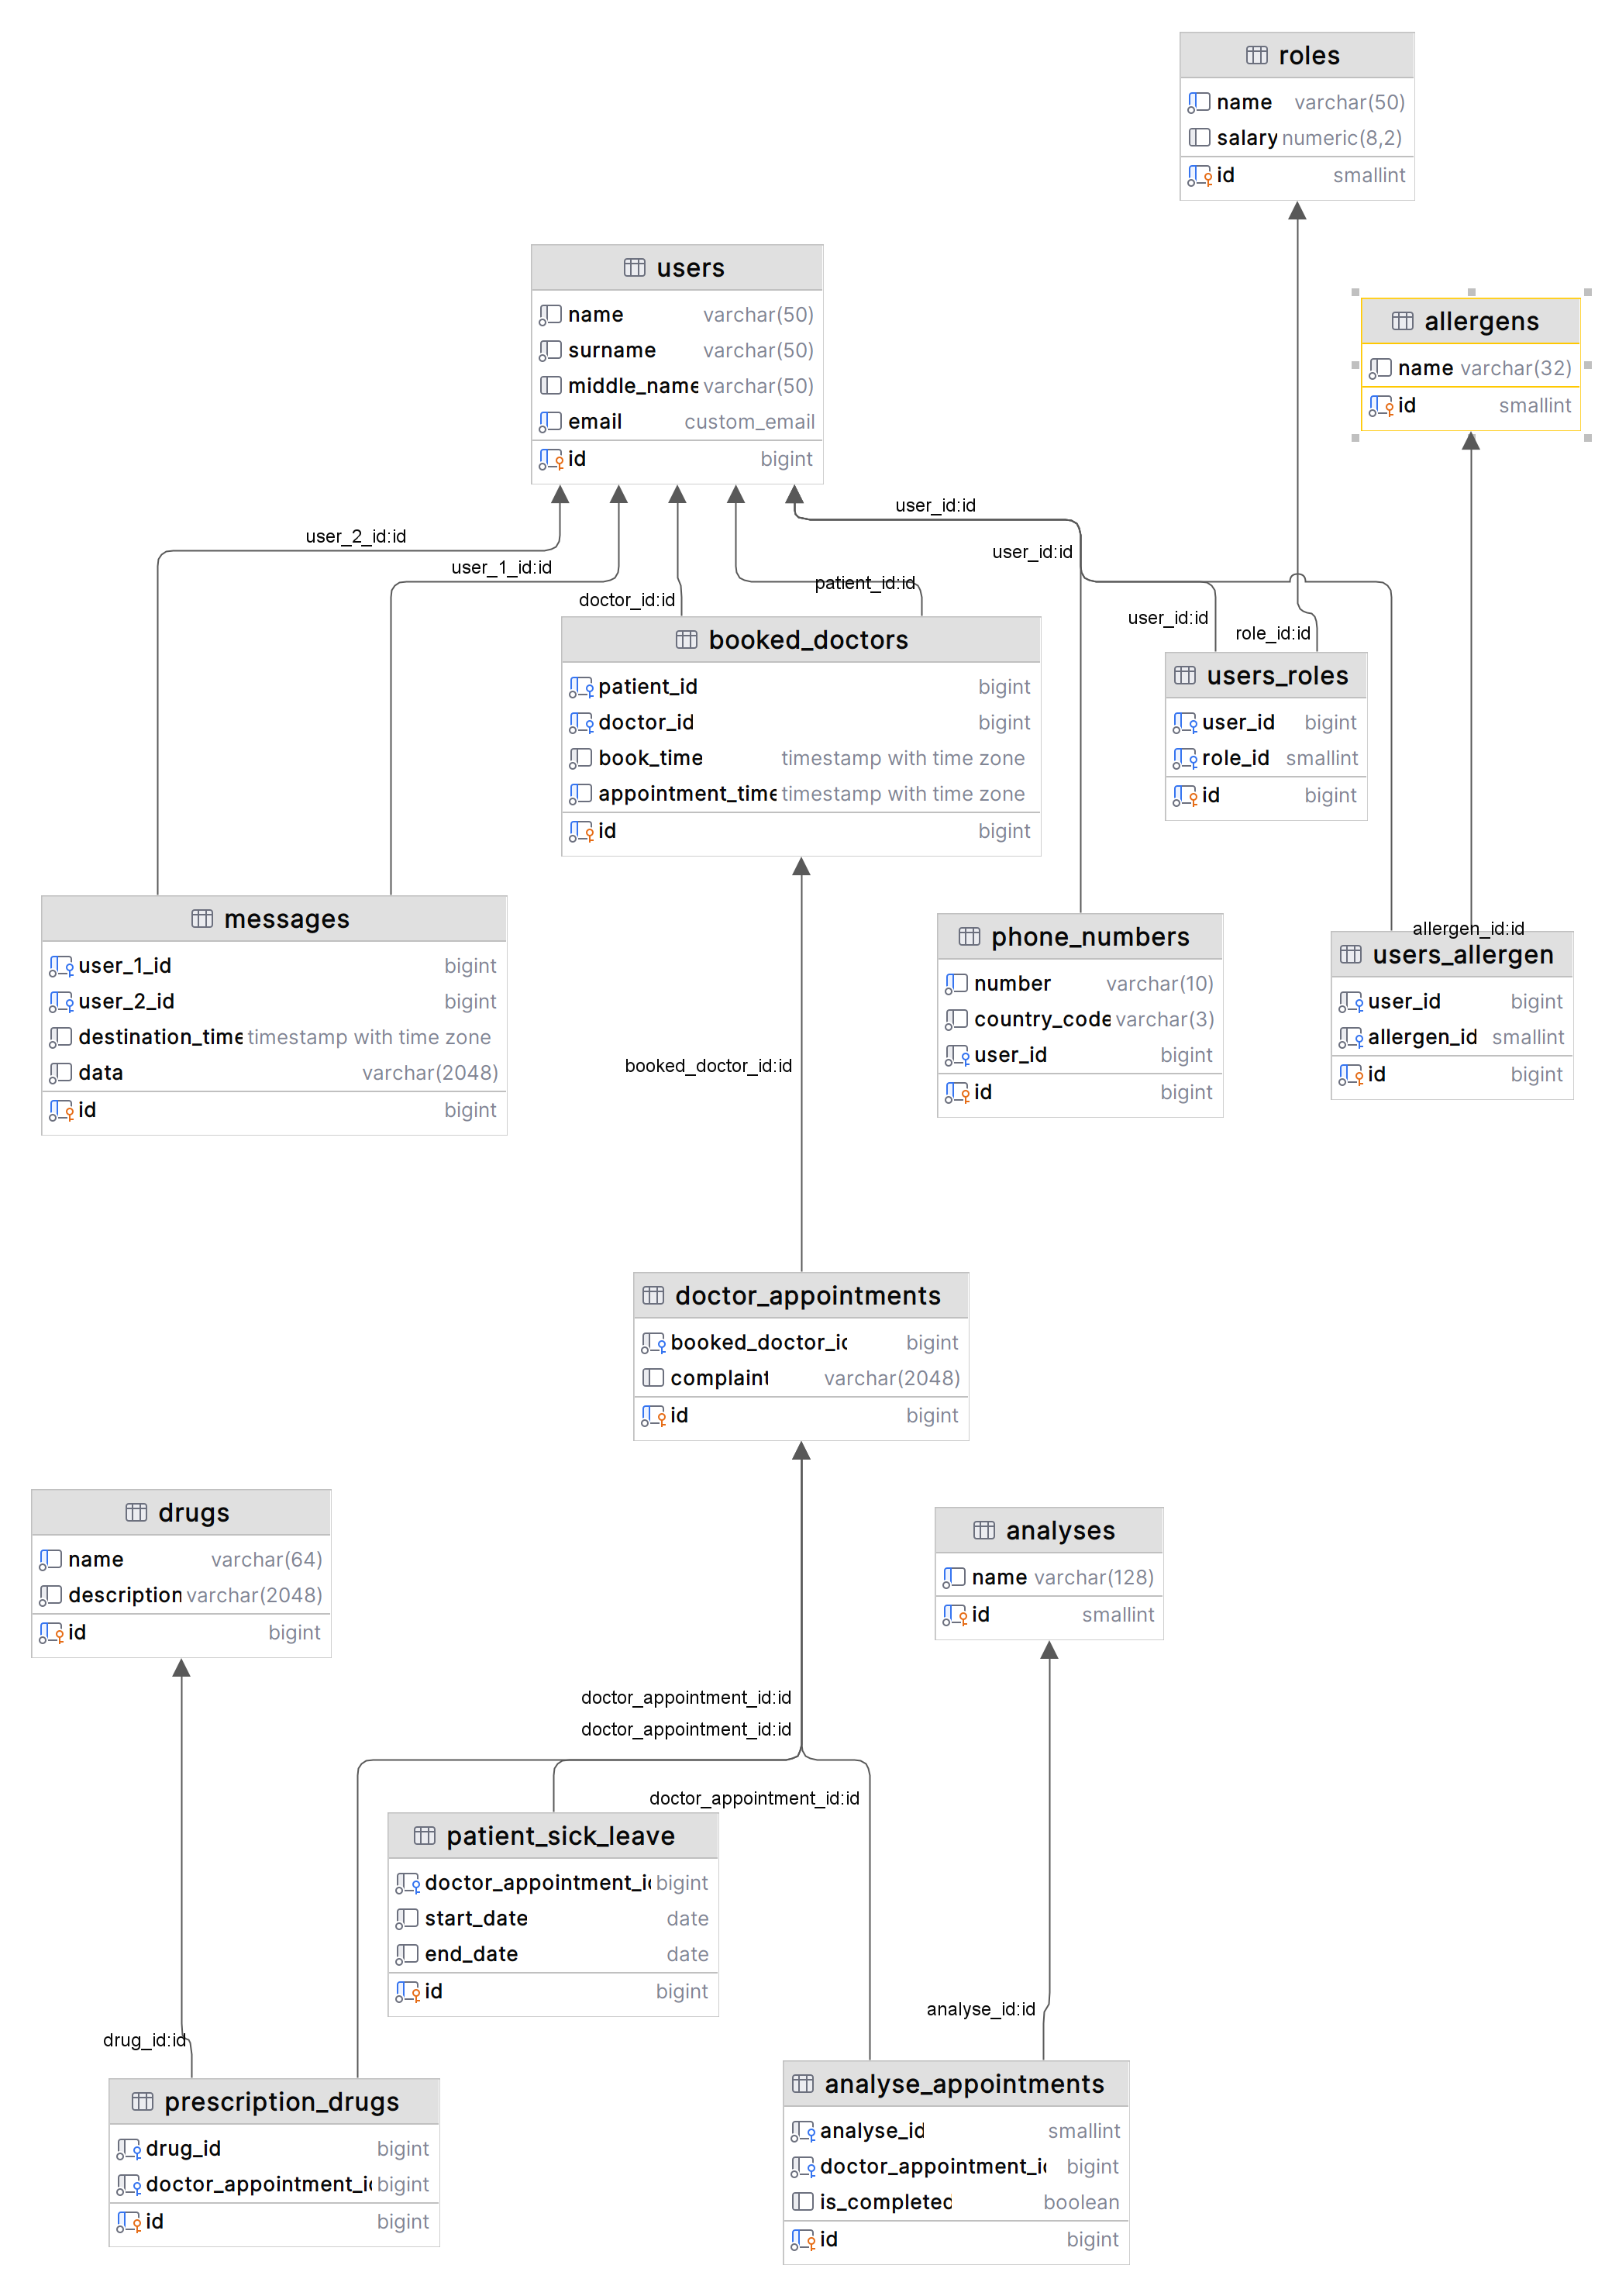 roles
name varchar(50)
salary numeric(8,2)
id smallint
users
name varchar(50)
surname varchar(50)
middle_name varchar(50)
email custom_email
id bigint
allergens
name varchar(32)
id smallint
user_id:id
user_2_id:id
user_id:id
user_1_id:id
patient_id:id
doctor_id:id
user_id:id
role_id:id
booked_doctors
patient_id bigint
doctor_id bigint
book_time timestamp with time zone
appointment_time timestamp with time zone
id bigint
users_roles
user_id bigint
role_id smallint
id bigint
messages
user_1_id bigint
user_2_id bigint
destination_time timestamp with time zone
data varchar(2048)
id bigint
phone_numbers
number varchar(10)
country_code varchar(3)
user_id bigint
id bigint
allergen_id:id
users_allergen
user_id bigint
allergen_id smallint
id bigint
booked_doctor_id:id
doctor_appointments
booked_doctor_id bigint
complaint varchar(2048)
id bigint
drugs
name varchar(64)
description varchar(2048)
id bigint
analyses
name varchar(128)
id smallint
doctor_appointment_id:id
doctor_appointment_id:id
doctor_appointment_id:id
patient_sick_leave
doctor_appointment_id bigint
start_date date
end_date date
id bigint
analyse_id:id
drug_id:id
prescription_drugs
drug_id bigint
doctor_appointment_id bigint
id bigint
analyse_appointments
analyse_id smallint
doctor_appointment_id bigint
is_completed boolean
id bigint